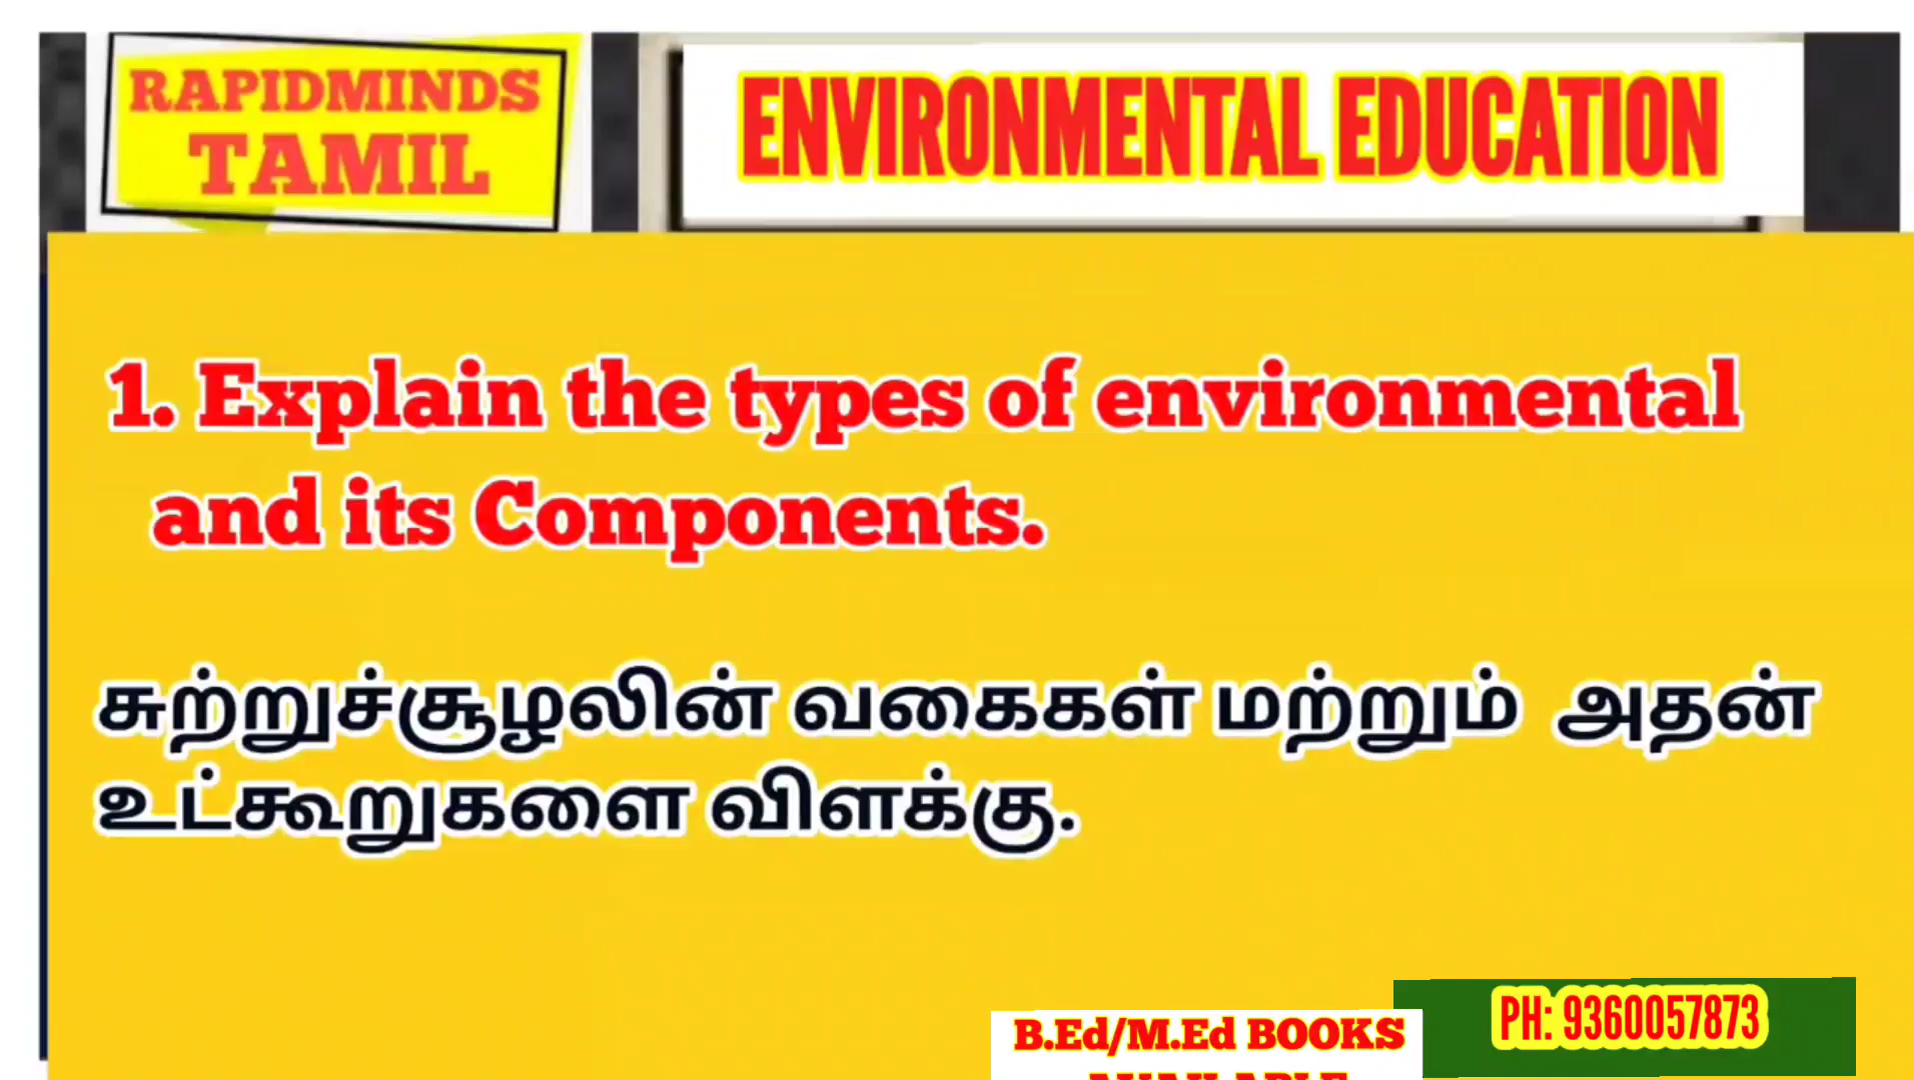 RAPIDMINDS
TAMIL
ENVIRONMENTAL EDUCATION
1. Explain the types of environmental
and its Components.
சுற்றுச்சூழலின் வகைகள் மற்றும் அதன்
உட்கூறுகளை விளக்கு.
PH: 9360057873
B.Ed/M.Ed BOOKS